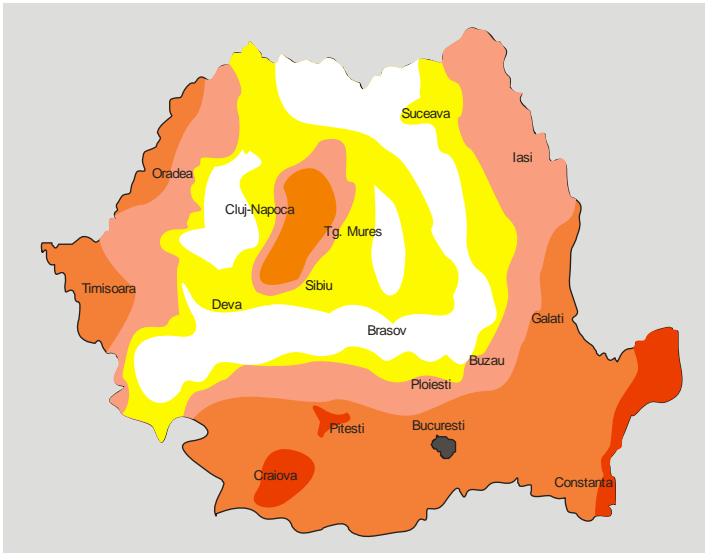 Suceava
Iasi
Oradea
Cluj-Napoca
Tg. Mures
Timisoara
Sibiu
Deva
Galati
Brasov
Buzau
Ploiesti
Pitesti
Bucuresti
Craiova
Constanta